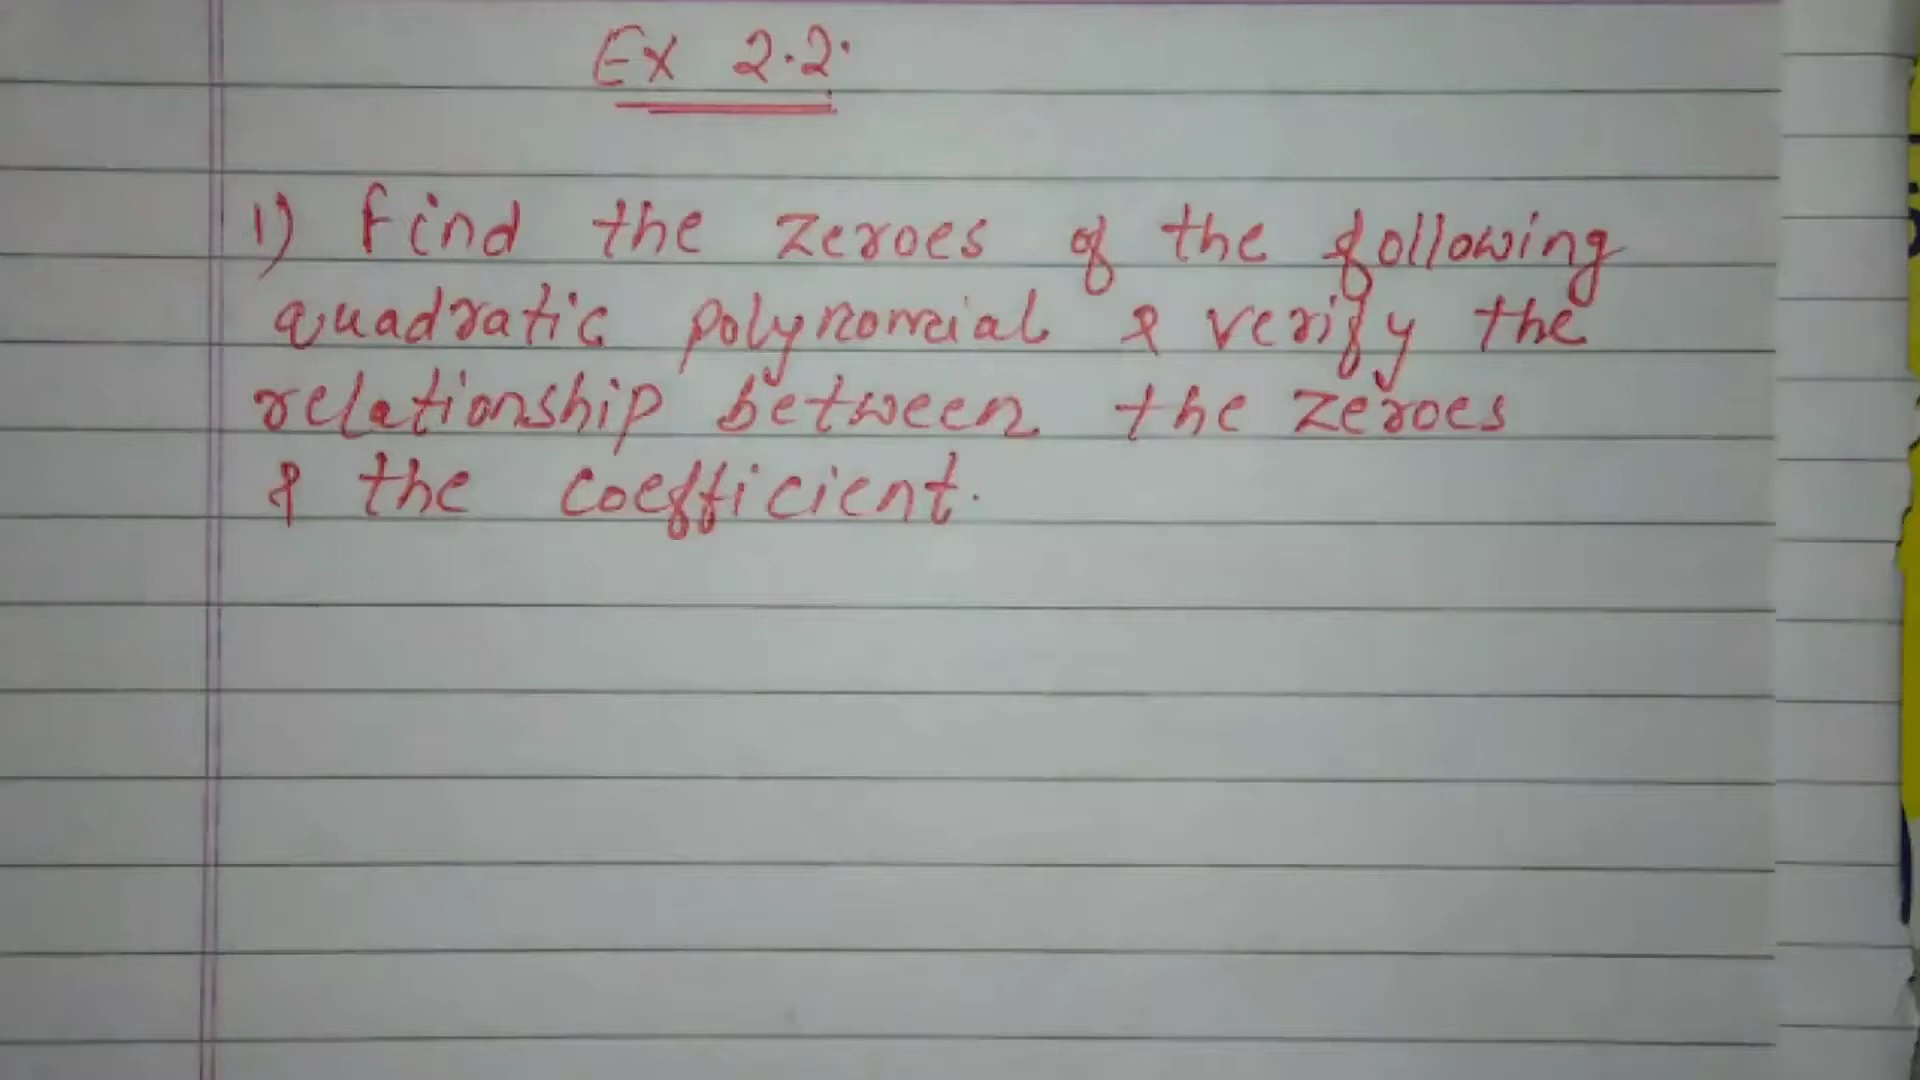 Ex 2.2.
1) Find the zeroes of the following
quadratic polynomial & verify the
relationship between the zeroes
& the coefficient.